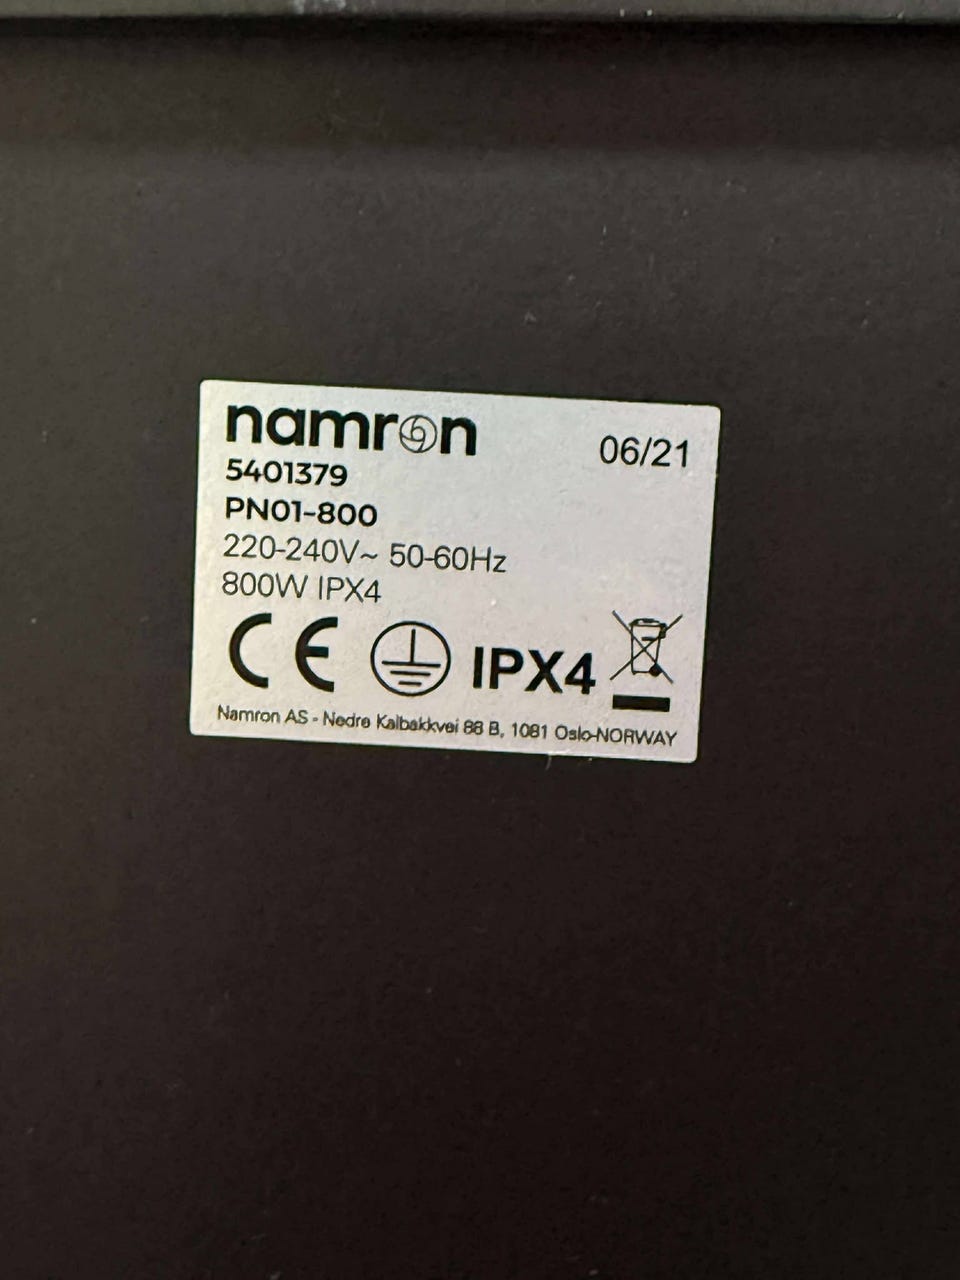 namron
06/21
5401379
PN01-800
220-240V~ 50-60Hz
800W IPX4
CE IPX4
Namron AS - Nedre Kalbakkvei 88 B, 1081 Oslo-NORWAY